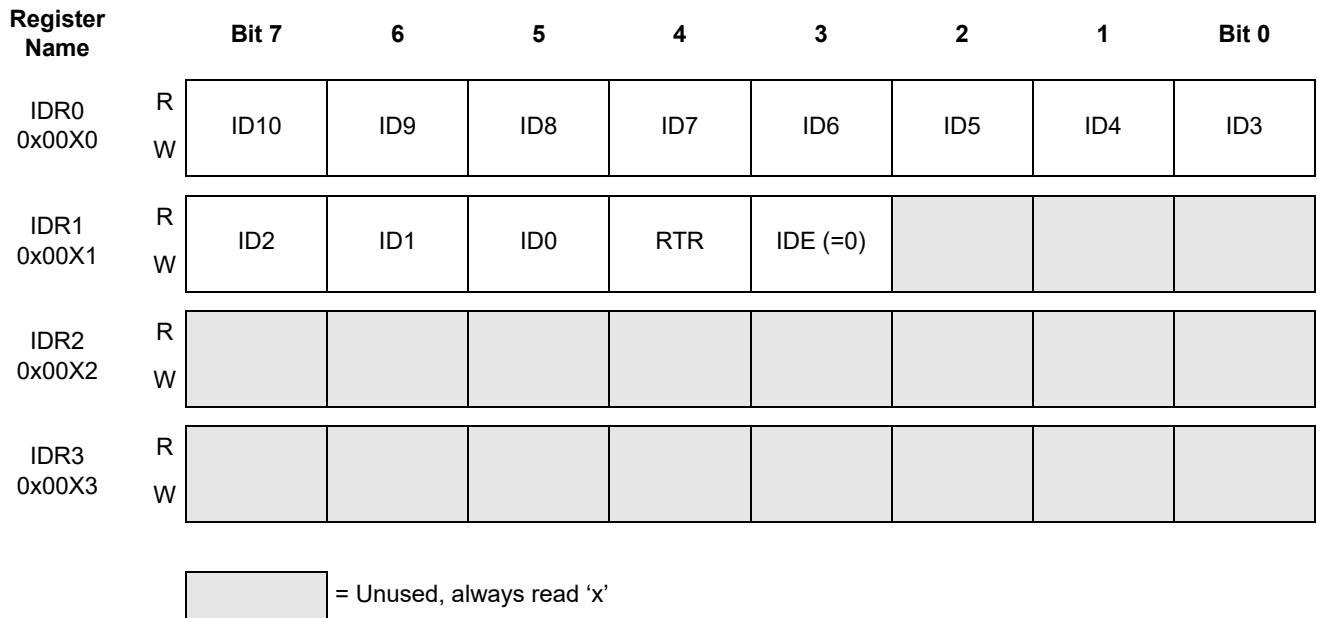 Register Name Bit 7 6 5 4 3 2 1 Bit 0
IDR0 0x00X0 R W ID10 ID9 ID8 ID7 ID6 ID5 ID4 ID3
IDR1 0x00X1 R W ID2 ID1 ID0 RTR IDE (=0)
IDR2 0x00X2 R W
IDR3 0x00X3 R W
= Unused, always read ‘x’